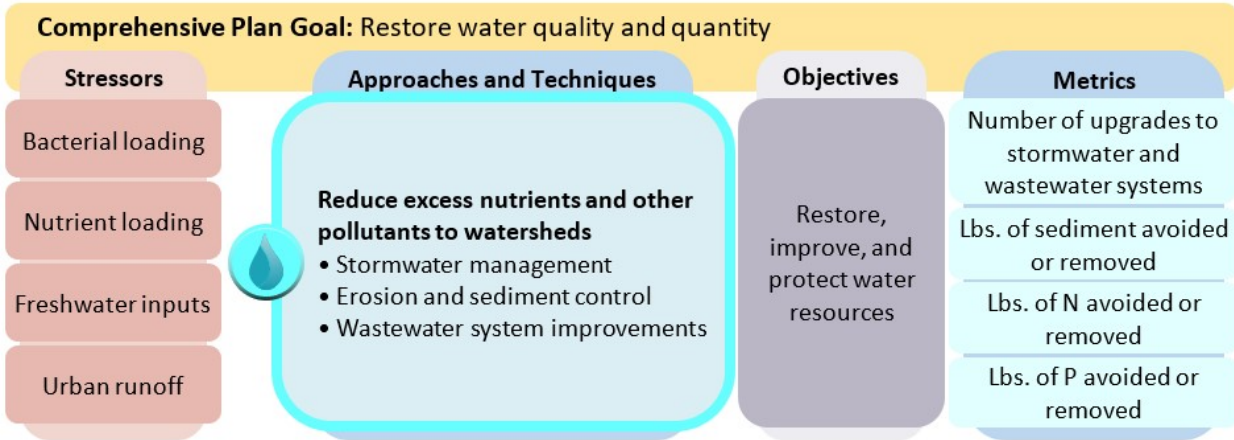 Comprehensive Plan Goal: Restore water quality and quantity
Stressors
Bacterial loading
Nutrient loading
Freshwater inputs
Urban runoff
Approaches and Techniques
Reduce excess nutrients and other
pollutants to watersheds
• Stormwater management
• Erosion and sediment control
• Wastewater system improvements
Objectives
Restore,
improve, and
protect water
resources
Metrics
Number of upgrades to
stormwater and
wastewater systems
Lbs. of sediment avoided
or removed
Lbs. of N avoided or
removed
Lbs. of P avoided or
removed